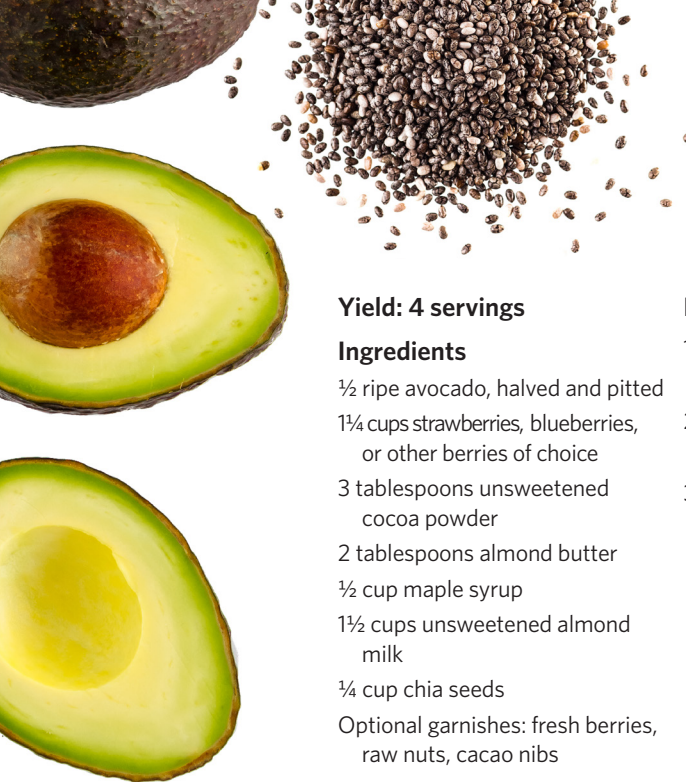 Yield: 4 servings
Ingredients
½ ripe avocado, halved and pitted
1¼ cups strawberries, blueberries,
or other berries of choice
3 tablespoons unsweetened
cocoa powder
2 tablespoons almond butter
½ cup maple syrup
1½ cups unsweetened almond
milk
¼ cup chia seeds
Optional garnishes: fresh berries,
raw nuts, cacao nibs